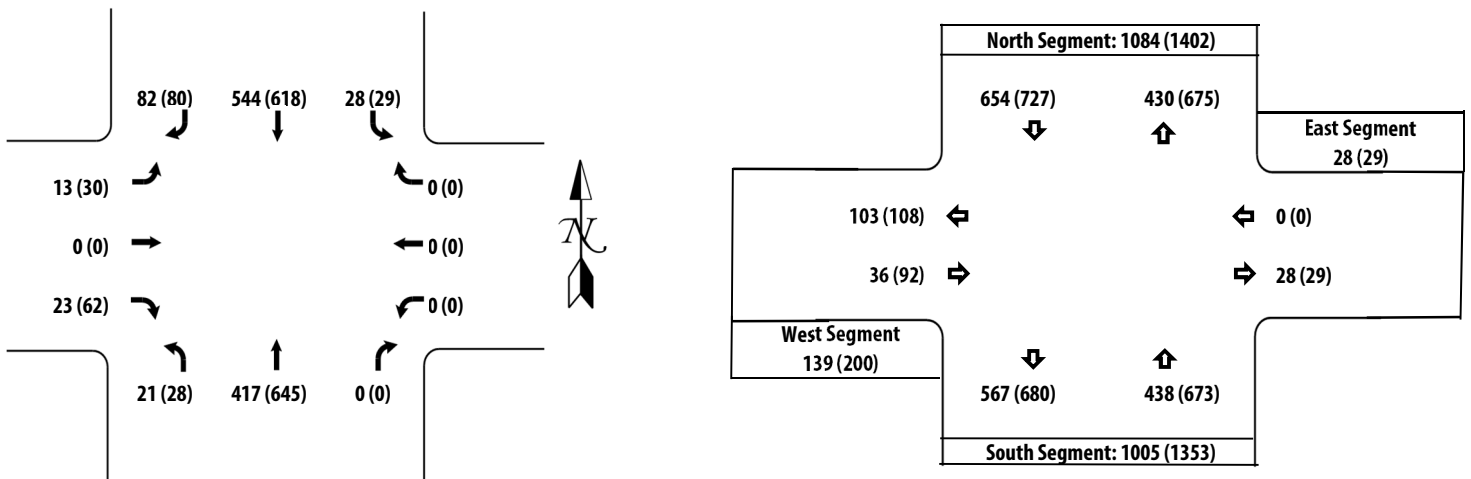 82 (80) 544 (618) 28 (29)
13 (30)
0 (0)
0 (0)
0 (0)
23 (62)
0 (0)
21 (28) 417 (645) 0 (0)
N
North Segment: 1084 (1402)
654 (727) 430 (675)
East Segment
28 (29)
103 (108)
0 (0)
36 (92)
28 (29)
West Segment
139 (200)
567 (680) 438 (673)
South Segment: 1005 (1353)